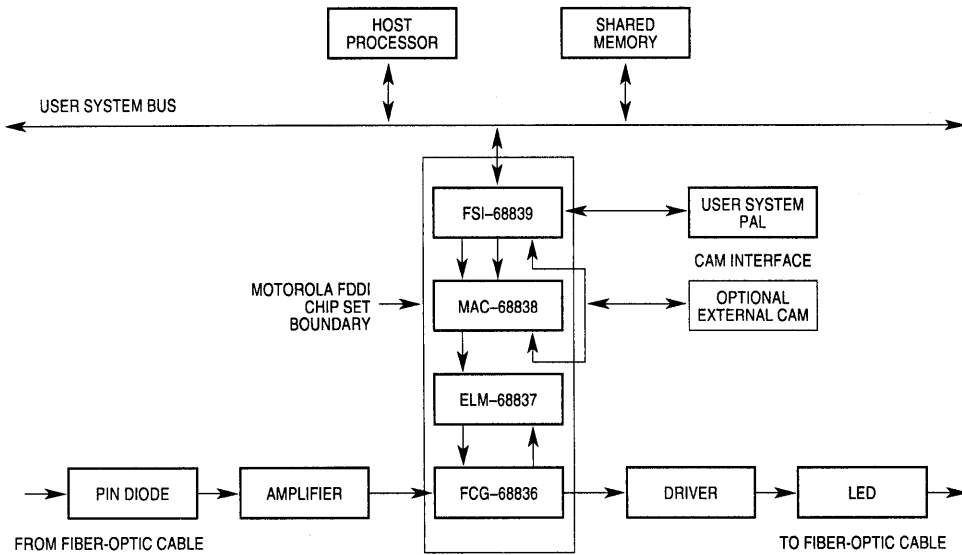 HOST
PROCESSOR
SHARED
MEMORY
USER SYSTEM BUS
FSI–68839
USER SYSTEM
PAL
CAM INTERFACE
MOTOROLA FDDI
CHIP SET
BOUNDARY
MAC–68838
OPTIONAL
EXTERNAL CAM
ELM–68837
PIN DIODE
AMPLIFIER
FCG–68836
DRIVER
LED
FROM FIBER-OPTIC CABLE
TO FIBER-OPTIC CABLE